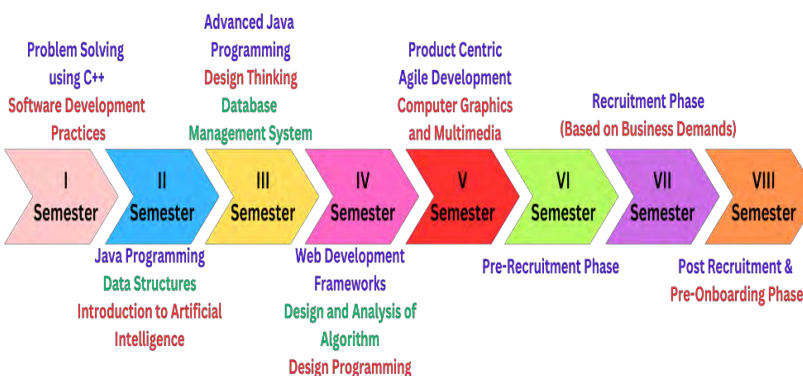 Problem Solving
using C++
Software Development
Practices
Advanced Java
Programming
Design Thinking
Database
Management System
Product Centric
Agile Development
Computer Graphics
and Multimedia
Recruitment Phase
(Based on Business Demands)
I
Semester
II
Semester
III
Semester
IV
Semester
V
Semester
VI
Semester
VII
Semester
VIII
Semester
Java Programming
Data Structures
Introduction to Artificial
Intelligence
Web Development
Frameworks
Design and Analysis of
Algorithm
Design Programming
Pre-Recruitment Phase
Post Recruitment &
Pre-Onboarding Phase